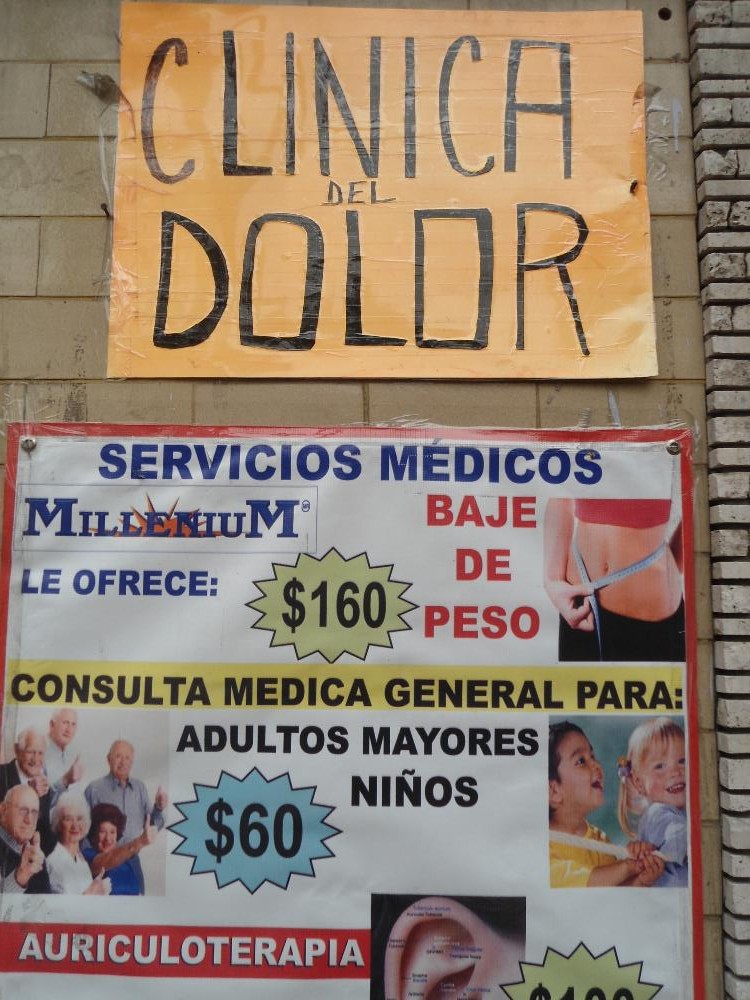 CLINICA
DEL
DOLOR
SERVICIOS MÉDICOS
MILLENIUM
LE OFRECE:
$160
BAJE
DE
PESO
CONSULTA MEDICA GENERAL PARA:
ADULTOS MAYORES
NIÑOS
$60
AURICULOTERAPIA